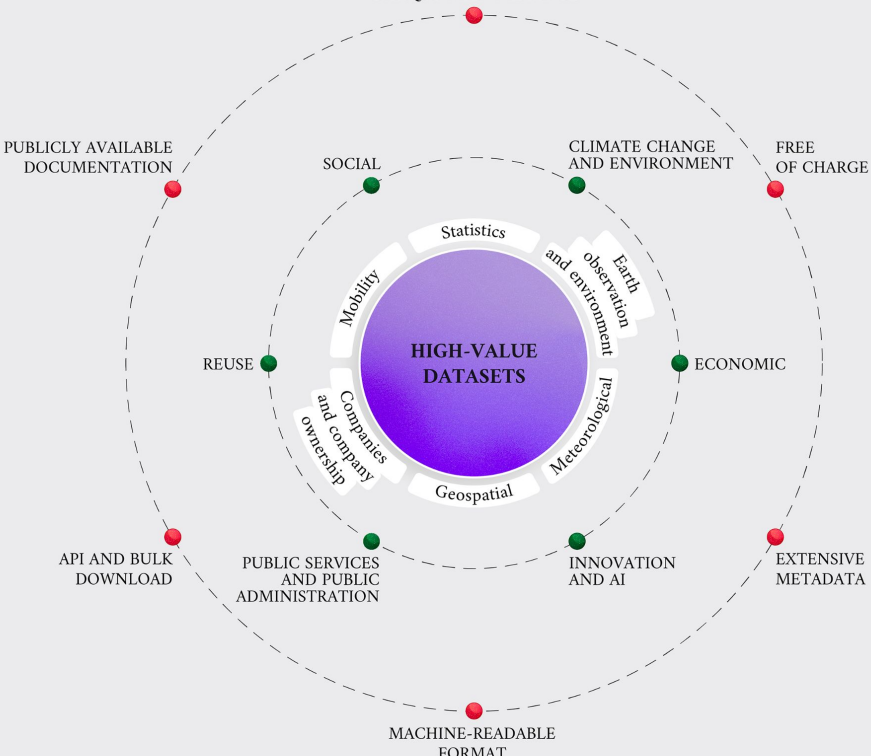 PUBLICLY AVAILABLE
DOCUMENTATION
SOCIAL
CLIMATE CHANGE
AND ENVIRONMENT
FREE
OF CHARGE
Statistics
Earth
observation
and environment
Mobility
HIGH-VALUE
DATASETS
REUSE
ECONOMIC
Companies
and company
ownership
Meteorological
Geospatial
API AND BULK
DOWNLOAD
PUBLIC SERVICES
AND PUBLIC
ADMINISTRATION
INNOVATION
AND AI
EXTENSIVE
METADATA
MACHINE-READABLE
FORMAT